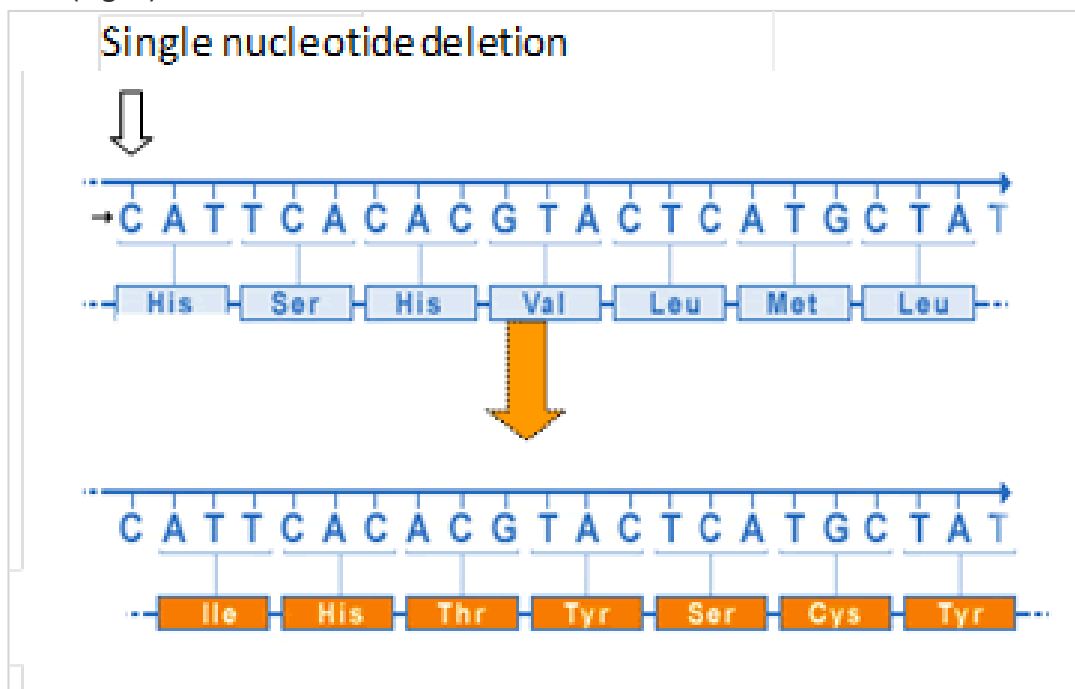 Single nucleotide deletion
C A T T C A C A C G T A C T C A T G C T A T
His Ser His Val Leu Met Leu
C A T T C A C A C G T A C T C A T G C T A T
Ile His Thr Tyr Ser Cys Tyr